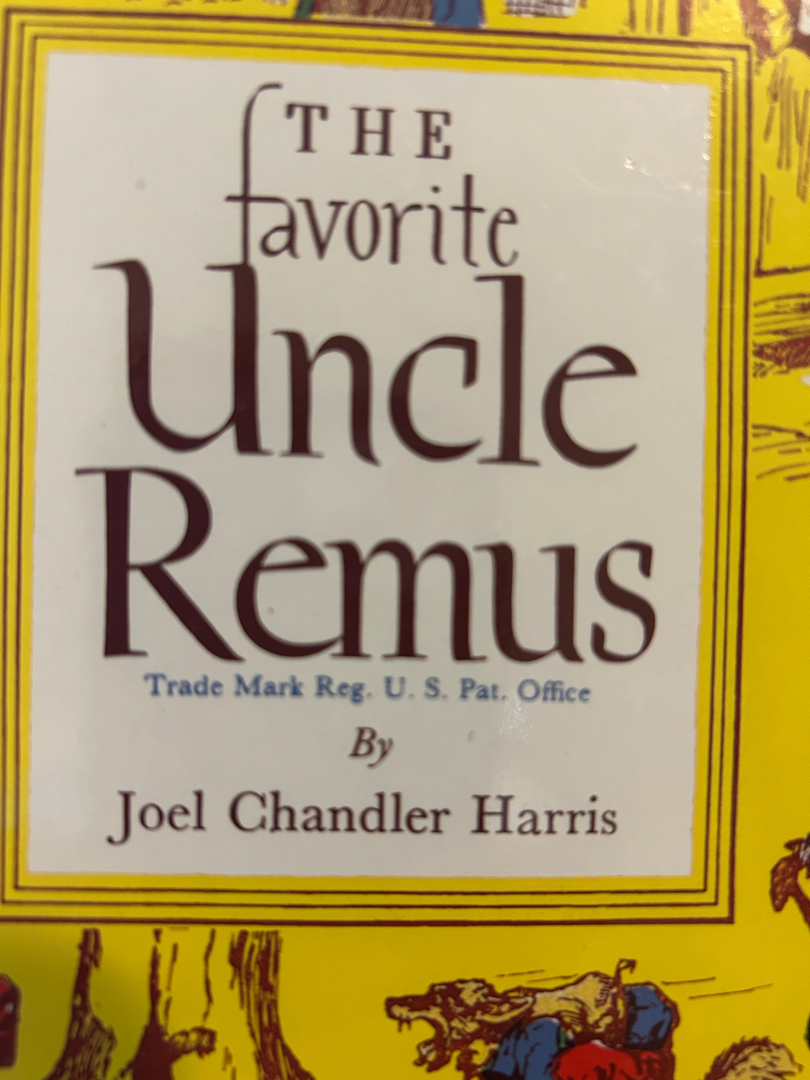 THE
favorite
Uncle
Remus
Trade Mark Reg. U. S. Pat. Office
By
Joel Chandler Harris